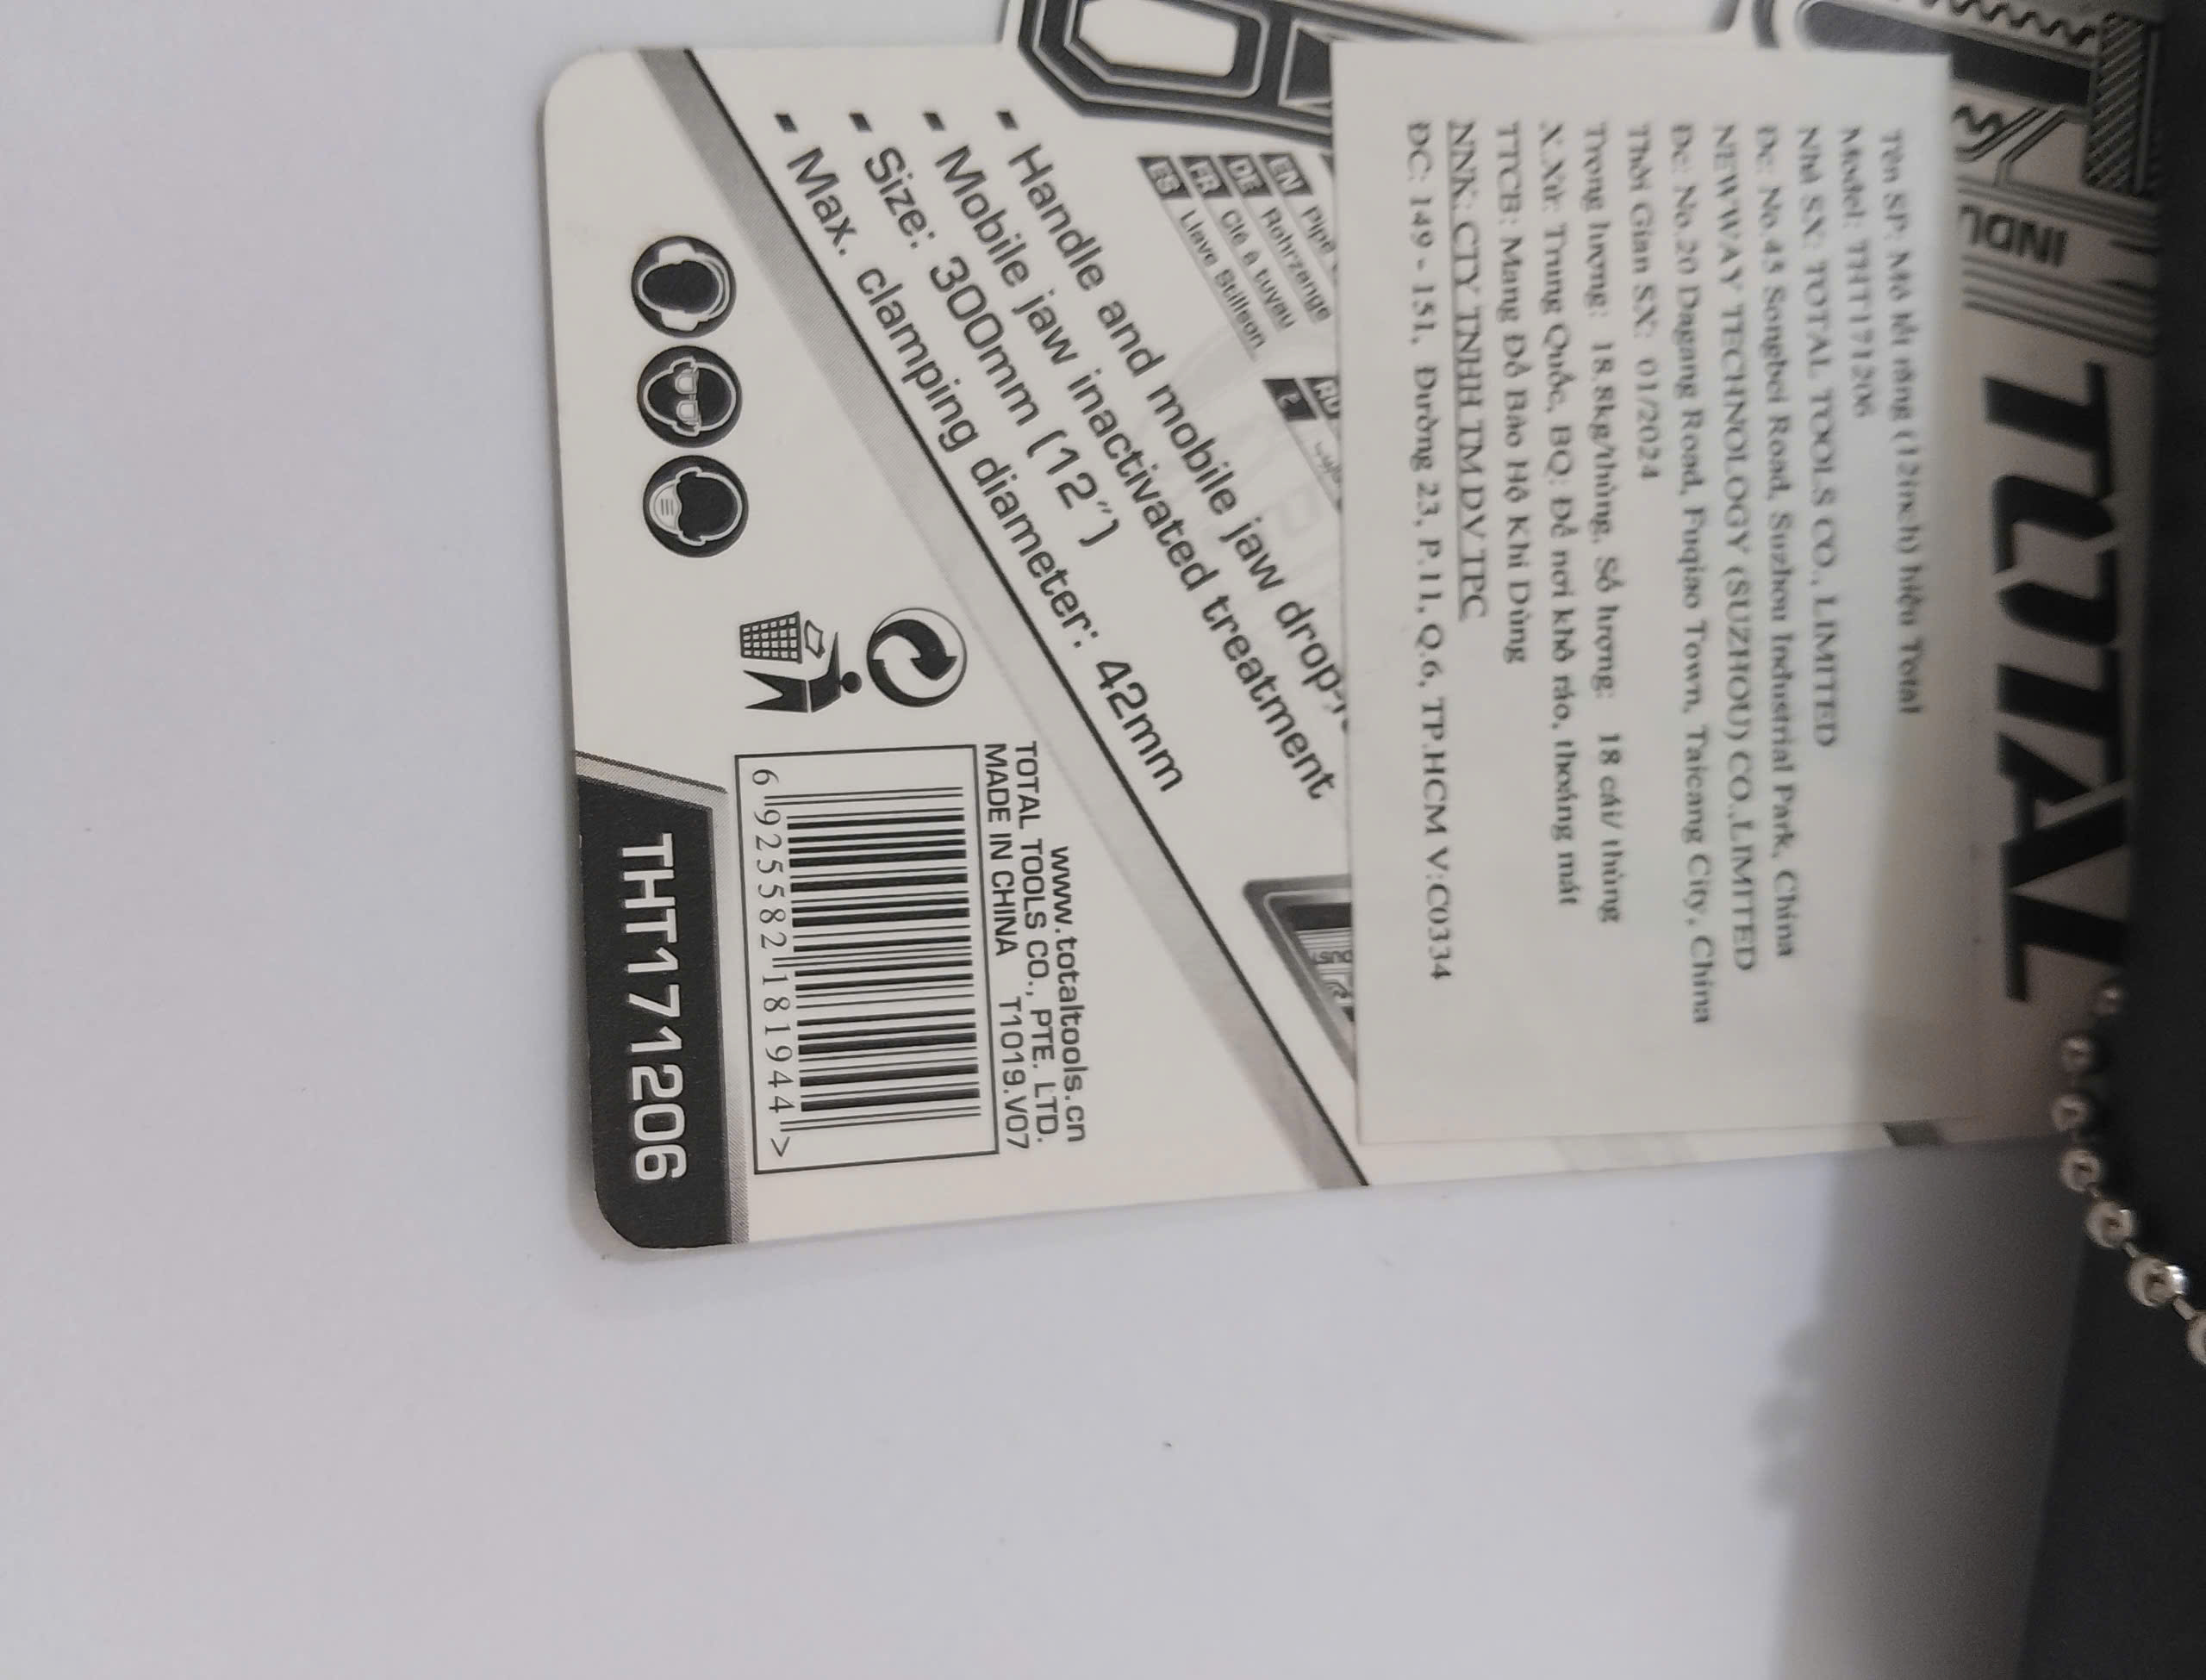 TOTAL
Tên SP: Mỏ lết răng (12inch) hiệu Total
Model: THT171206
Nhà SX: TOTAL TOOLS CO., LIMITED
Đc: No.45 Songbei Road, Suzhou Industrial Park, China
NEWWAY TECHNOLOGY (SUZHOU) CO.,LIMITED
Đc: No.20 Dagang Road, Fuqiao Town, Taicang City, China
Thời Gian SX: 01/2024
Trọng lượng: 18.8kg/thùng, Số lượng: 18 cái/ thùng
X.Xứ: Trung Quốc, BQ: Để nơi khô ráo, thoáng mát
TTCB: Mang Đồ Bảo Hộ Khi Dùng
NNK: CTY TNHH TM DV TPC
ĐC: 149 - 151, Đường 23, P.11, Q.6, TP.HCM V:C0334
EN Pipe
DE Rohrzange
FR Clé à tuyau
ES Llave Stillson
RU
Handle and mobile jaw drop
▪ Mobile jaw inactivated treatment
▪ Size: 300mm (12")
▪ Max. clamping diameter: 42mm
www.totaltools.cn
TOTAL TOOLS CO., PTE. LTD.
MADE IN CHINA T1019.V07
6 925582 181944 >
THT171206